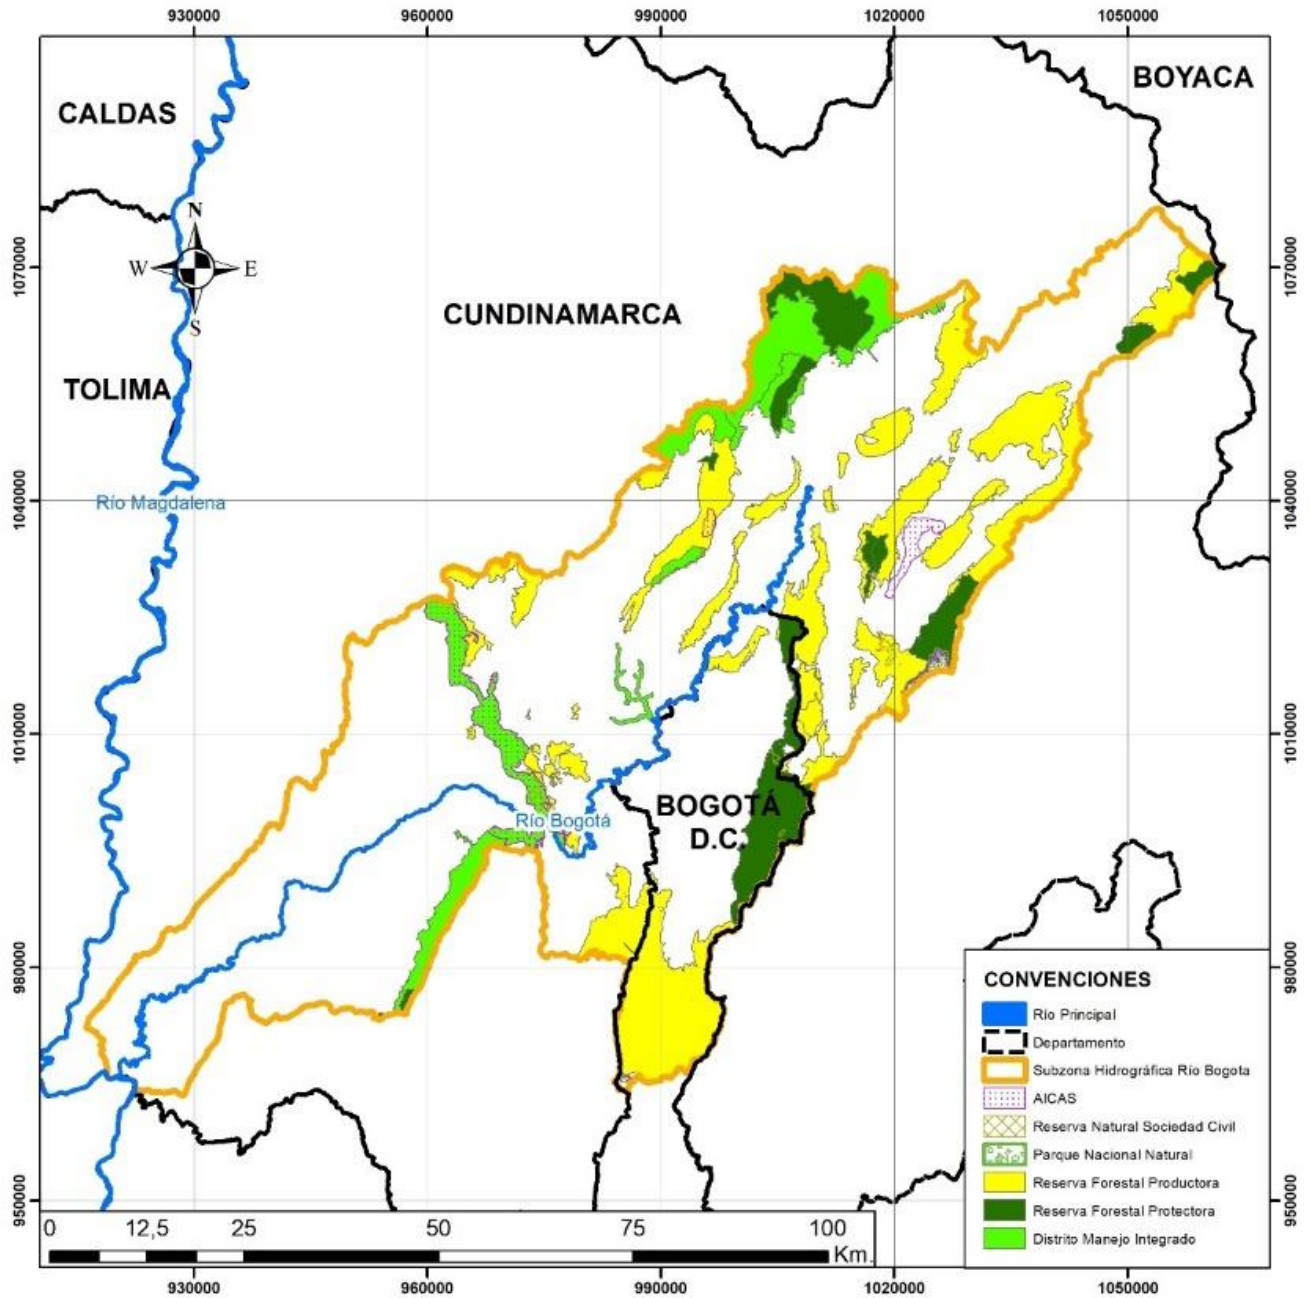 930000 960000 990000 1020000 1050000
BOYACA
CALDAS
N
W E
S
1070000 1070000
CUNDINAMARCA
TOLIMA
Río Magdalena
1040000 1040000
1010000 1010000
BOGOTÁ
D.C.
Río Bogotá
980000 980000
CONVENCIONES
Río Principal
Departamento
Subzona Hidrográfica Río Bogota
AICAS
Reserva Natural Sociedad Civil
Parque Nacional Natural
Reserva Forestal Productora
Reserva Forestal Protectora
Distrito Manejo Integrado
950000 950000
0 12,5 25 50 75 100
Km.
930000 960000 990000 1020000 1050000